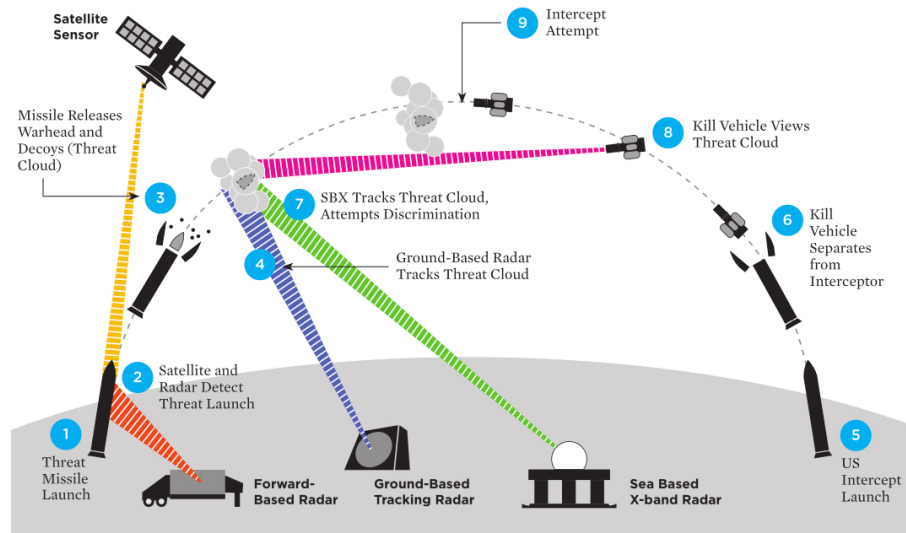 Satellite
Sensor
Missile Releases
Warhead and
Decoys (Threat
Cloud)
3
9
Intercept
Attempt
8
Kill Vehicle Views
Threat Cloud
7
SBX Tracks Threat Cloud,
Attempts Discrimination
4
Ground-Based Radar
Tracks Threat Cloud
6
Kill
Vehicle
Separates
from
Interceptor
2
Satellite and
Radar Detect
Threat Launch
1
Threat
Missile
Launch
Forward-
Based Radar
Ground-Based
Tracking Radar
Sea Based
X-band Radar
5
US
Intercept
Launch